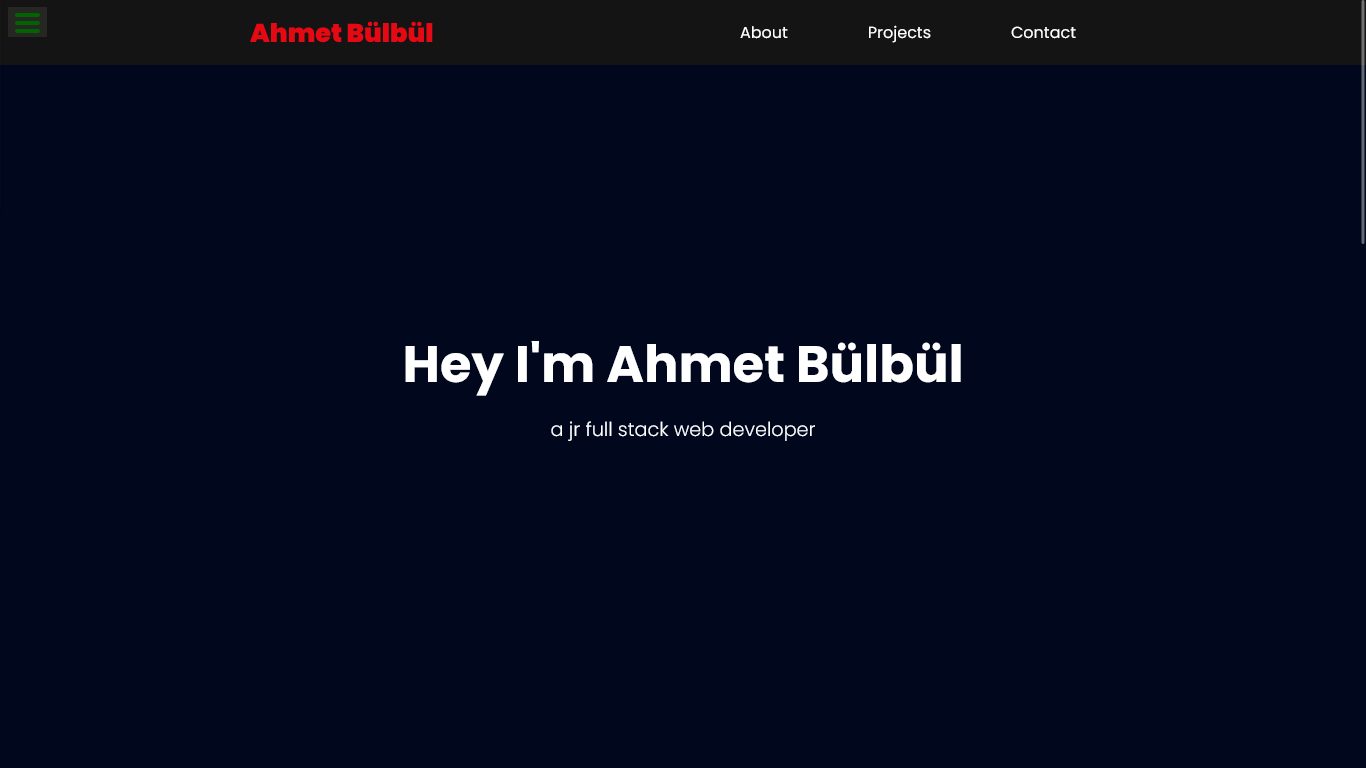 Ahmet Bülbül
About
Projects
Contact
Hey I'm Ahmet Bülbül
a jr full stack web developer